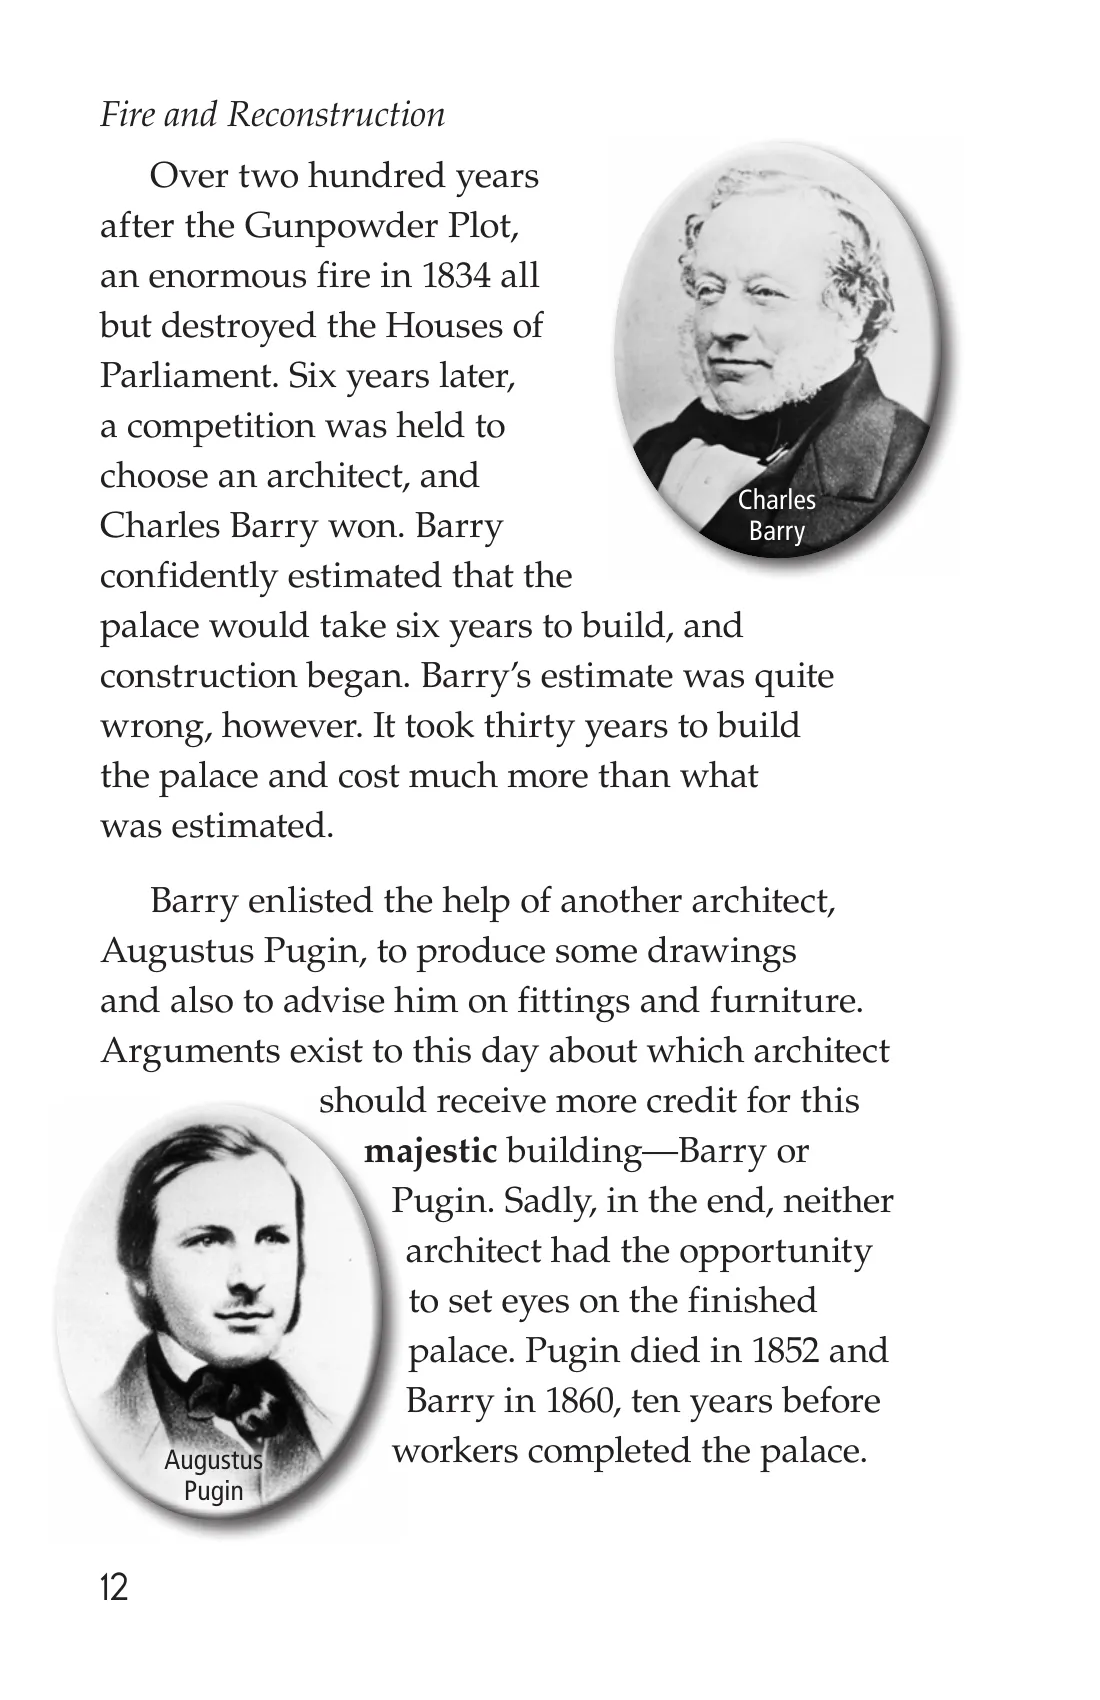 Fire and Reconstruction
Over two hundred years
after the Gunpowder Plot,
an enormous fire in 1834 all
but destroyed the Houses of
Parliament. Six years later,
a competition was held to
choose an architect, and
Charles Barry won. Barry
confidently estimated that the
palace would take six years to build, and
construction began. Barry’s estimate was quite
wrong, however. It took thirty years to build
the palace and cost much more than what
was estimated.
Charles
Barry
Barry enlisted the help of another architect,
Augustus Pugin, to produce some drawings
and also to advise him on fittings and furniture.
Arguments exist to this day about which architect
should receive more credit for this
majestic building—Barry or
Pugin. Sadly, in the end, neither
architect had the opportunity
to set eyes on the finished
palace. Pugin died in 1852 and
Barry in 1860, ten years before
workers completed the palace.
Augustus
Pugin
12